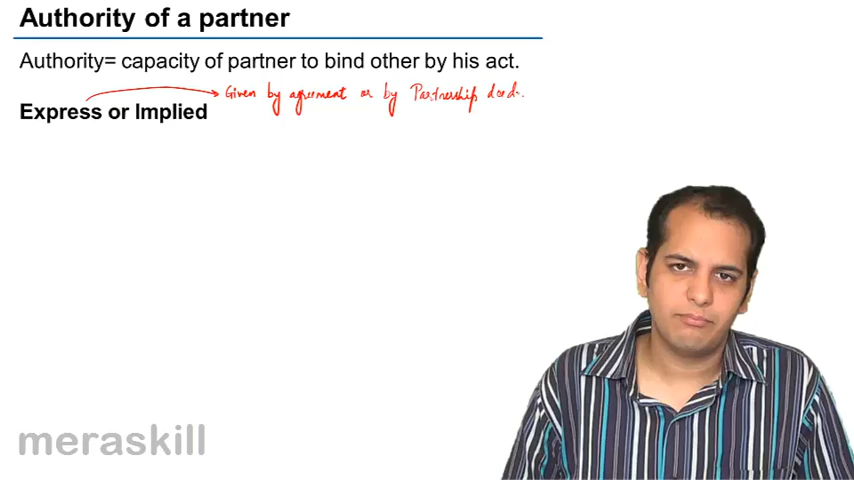 Authority of a partner
Authority= capacity of partner to bind other by his act.
Given by agreement or by Partnership deed.
Express or Implied
meraskill